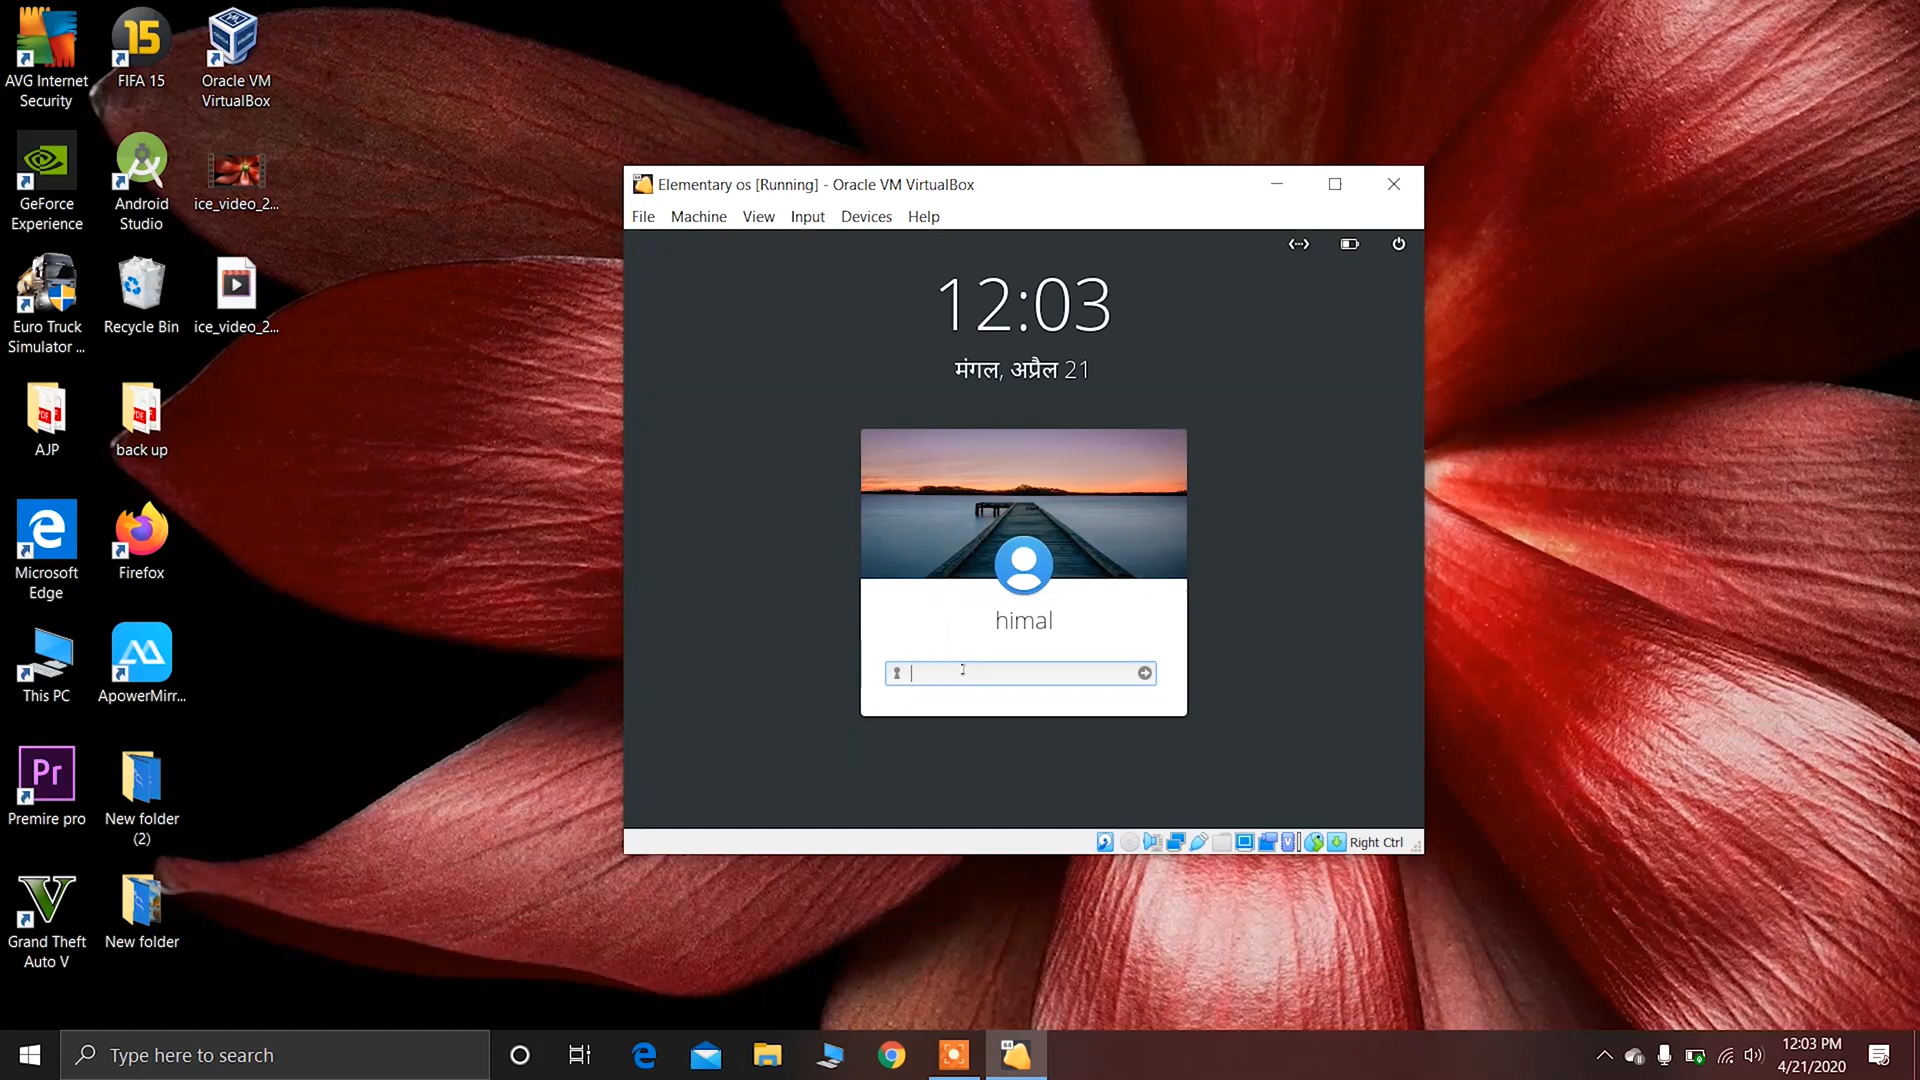 AVG Internet
Security
FIFA 15
Oracle VM
VirtualBox
15
GeForce
Experience
Android
Studio
ice_video_2...
Euro Truck
Simulator ...
Recycle Bin
ice_video_2...
AJP
back up
Microsoft
Edge
Firefox
This PC
ApowerMirr...
Pr
Premire pro
New folder
(2)
Grand Theft
Auto V
New folder
Elementary os [Running] - Oracle VM VirtualBox
File Machine View Input Devices Help
12:03
मंगल, अप्रैल 21
himal
Right Ctrl
Type here to search
12:03 PM
4/21/2020